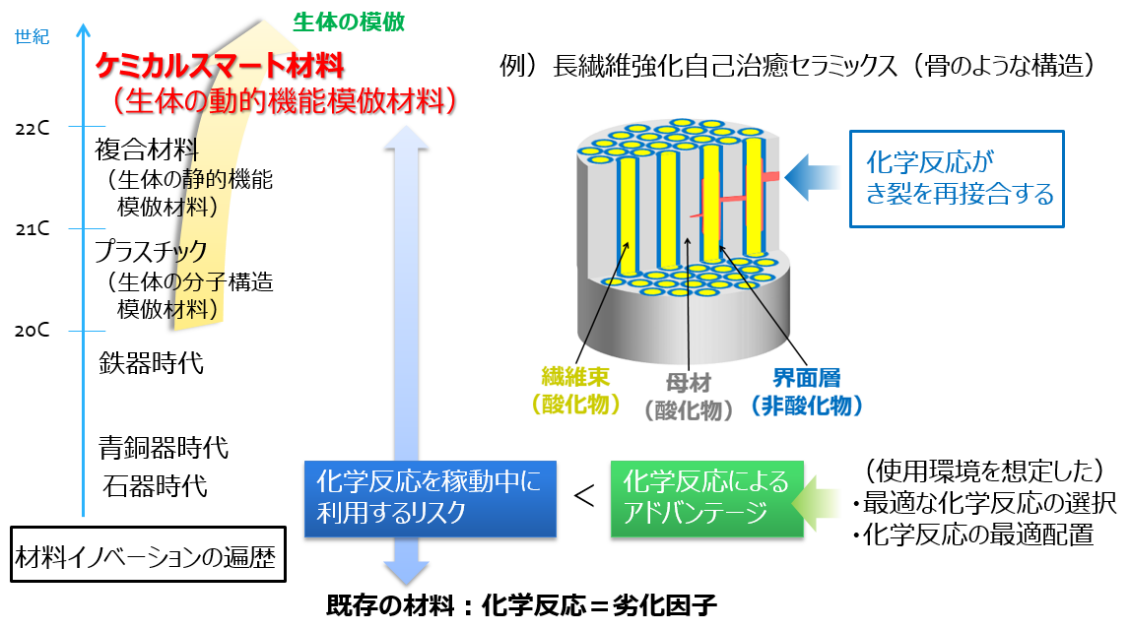 世紀
生体の模倣
ケミカルスマート材料
（生体の動的機能模倣材料）
22C
複合材料
（生体の静的機能
模倣材料）
21C
プラスチック
（生体の分子構造
模倣材料）
20C
鉄器時代
青銅器時代
石器時代
材料イノベーションの遍歴
例）長繊維強化自己治癒セラミックス（骨のような構造）
化学反応が
き裂を再接合する
繊維束
（酸化物）
母材
（酸化物）
界面層
（非酸化物）
化学反応を稼動中に
利用するリスク
＜
化学反応による
アドバンテージ
（使用環境を想定した）
・最適な化学反応の選択
・化学反応の最適配置
既存の材料：化学反応＝劣化因子